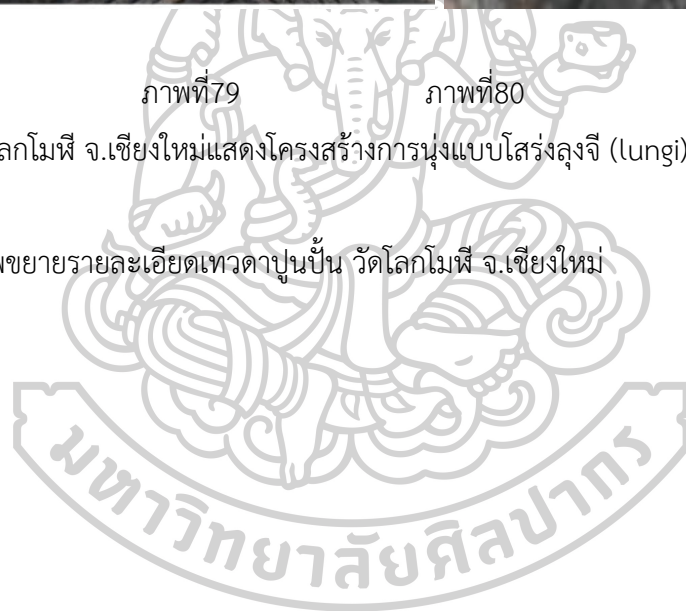 ภาพที่79 ภาพที่80
ลกโมฬี จ.เชียงใหม่แสดงโครงสร้างการนุ่งแบบโสร่งลุงจี (lungi)
ขยายรายละเอียดเทวดาปูนปั้น วัดโลกโมฬี จ.เชียงใหม่
มหาวิทยาลัยศิลปากร